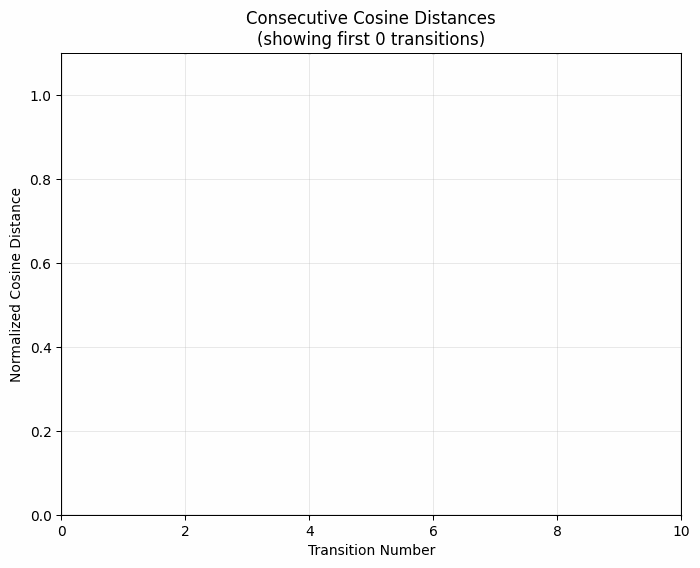 Consecutive Cosine Distances
(showing first 0 transitions)
Normalized Cosine Distance
1.0
0.8
0.6
0.4
0.2
0.0
0 2 4 6 8 10
Transition Number